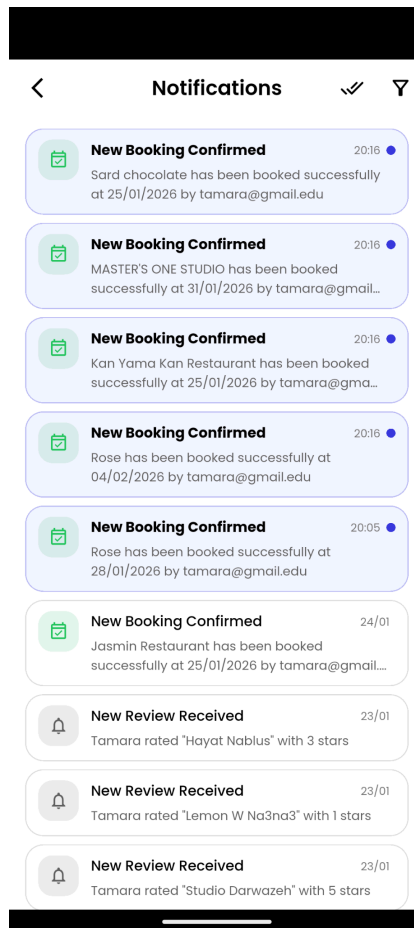 Notifications
New Booking Confirmed 20:16
Sard chocolate has been booked successfully
at 25/01/2026 by tamara@gmail.edu
New Booking Confirmed 20:16
MASTER'S ONE STUDIO has been booked
successfully at 31/01/2026 by tamara@gmail...
New Booking Confirmed 20:16
Kan Yama Kan Restaurant has been booked
successfully at 25/01/2026 by tamara@gma...
New Booking Confirmed 20:16
Rose has been booked successfully at
04/02/2026 by tamara@gmail.edu
New Booking Confirmed 20:05
Rose has been booked successfully at
28/01/2026 by tamara@gmail.edu
New Booking Confirmed 24/01
Jasmin Restaurant has been booked
successfully at 25/01/2026 by tamara@gmail....
New Review Received 23/01
Tamara rated "Hayat Nablus" with 3 stars
New Review Received 23/01
Tamara rated "Lemon W Na3na3" with 1 stars
New Review Received 23/01
Tamara rated "Studio Darwazeh" with 5 stars